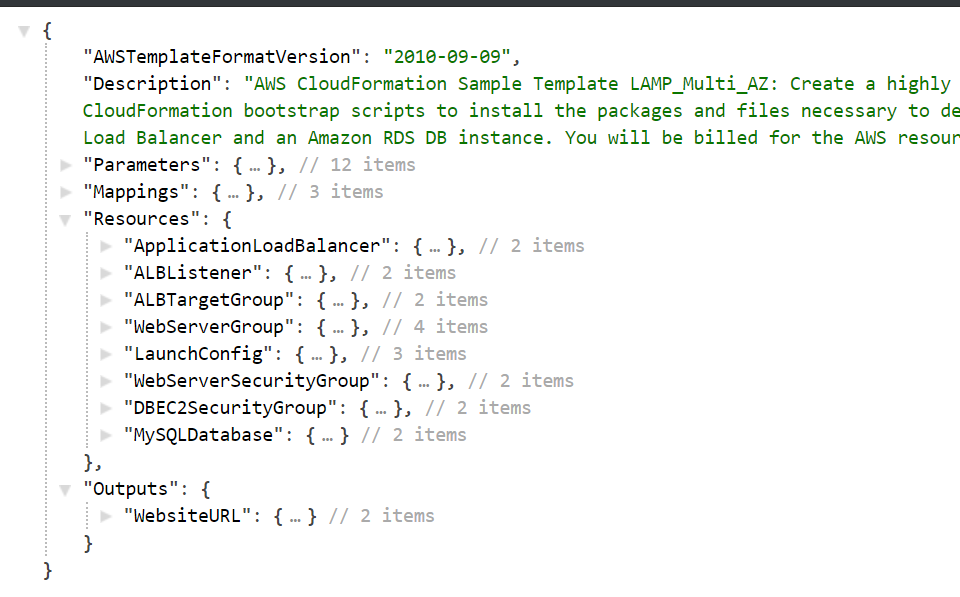 {
"AWSTemplateFormatVersion": "2010-09-09",
"Description": "AWS CloudFormation Sample Template LAMP_Multi_AZ: Create a highly
CloudFormation bootstrap scripts to install the packages and files necessary to de
Load Balancer and an Amazon RDS DB instance. You will be billed for the AWS resour
"Parameters": { … }, // 12 items
"Mappings": { … }, // 3 items
"Resources": {
"ApplicationLoadBalancer": { … }, // 2 items
"ALBListener": { … }, // 2 items
"ALBTargetGroup": { … }, // 2 items
"WebServerGroup": { … }, // 4 items
"LaunchConfig": { … }, // 3 items
"WebServerSecurityGroup": { … }, // 2 items
"DBEC2SecurityGroup": { … }, // 2 items
"MySQLDatabase": { … } // 2 items
},
"Outputs": {
"WebsiteURL": { … } // 2 items
}
}